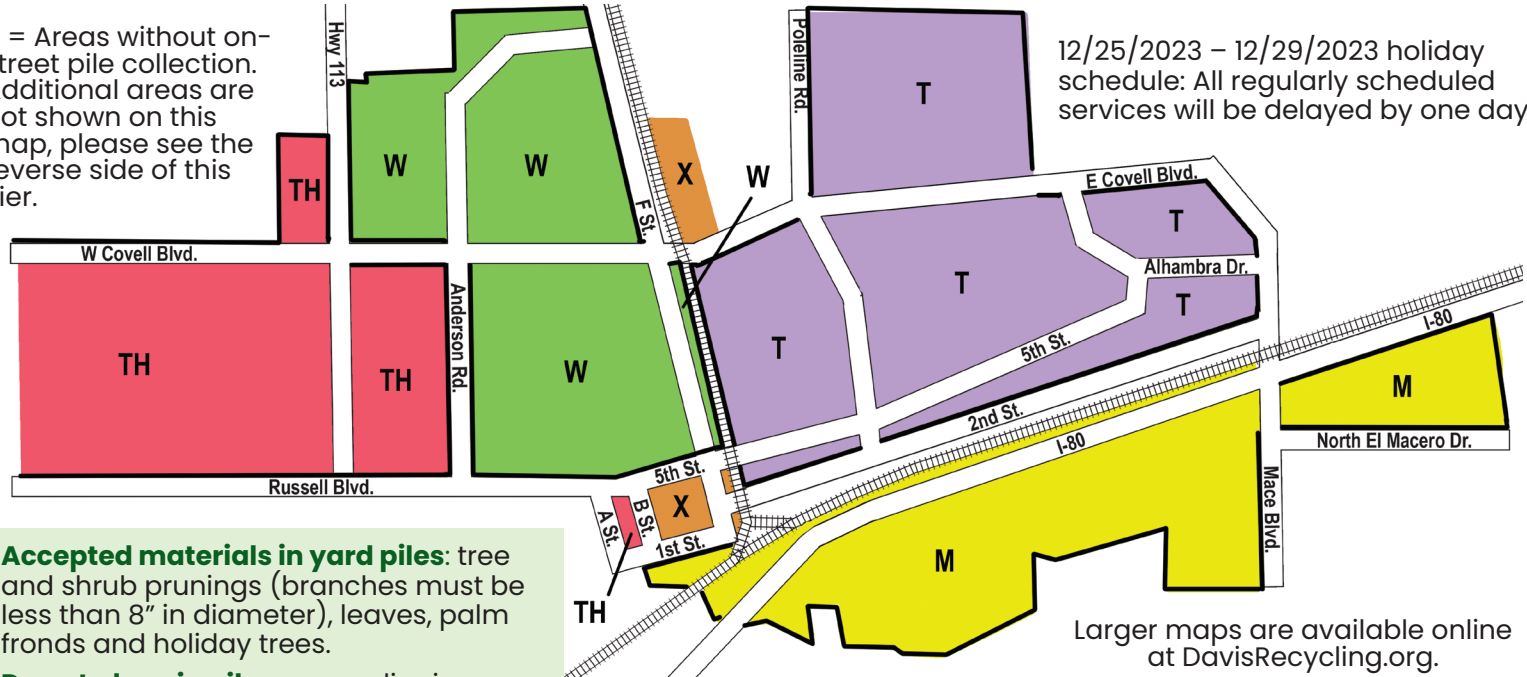 = Areas without on-
treet pile collection.
dditional areas are
ot shown on this
nap, please see the
everse side of this
ier.
Hwy 113
Poleline Rd.
12/25/2023 – 12/29/2023 holiday
schedule: All regularly scheduled
services will be delayed by one day
T
W
W
X
W
TH
F St.
E Covell Blvd.
T
W Covell Blvd.
Alhambra Dr.
T
T
Anderson Rd.
TH
TH
W
T
5th St.
I-80
M
2nd St.
I-80
North El Macero Dr.
5th St.
Russell Blvd.
A St.
B St.
X
1st St.
Mace Blvd.
M
TH
Accepted materials in yard piles: tree
and shrub prunings (branches must be
less than 8” in diameter), leaves, palm
fronds and holiday trees.
Larger maps are available online
at DavisRecycling.org.